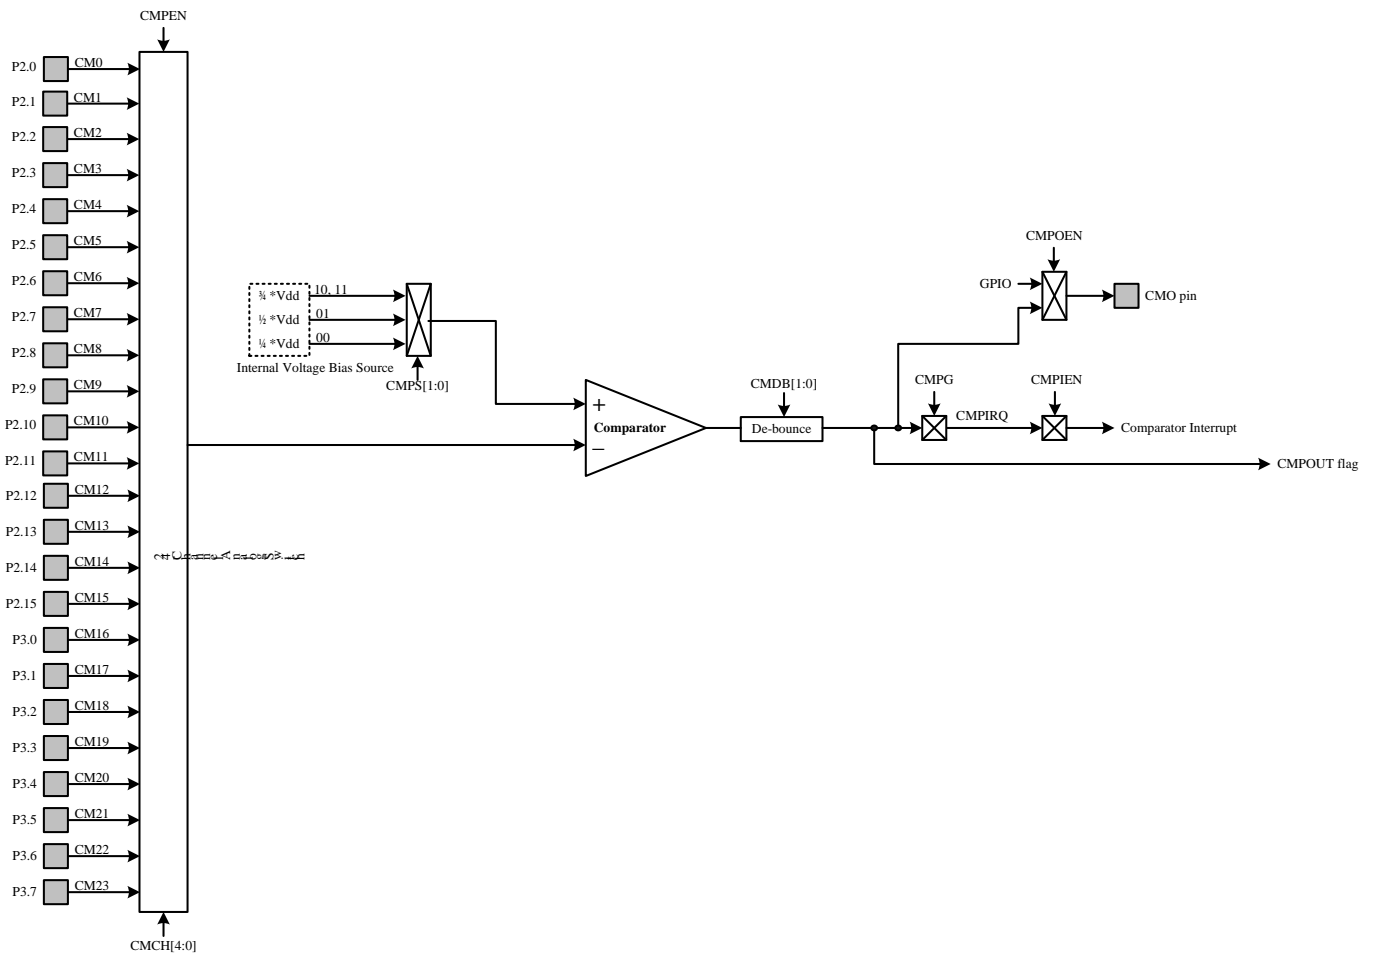 CMPEN
P2.0 CM0
P2.1 CM1
P2.2 CM2
P2.3 CM3
P2.4 CM4
P2.5 CM5
P2.6 CM6
P2.7 CM7
P2.8 CM8
P2.9 CM9
P2.10 CM10
P2.11 CM11
P2.12 CM12
P2.13 CM13
P2.14 CM14
P2.15 CM15
P3.0 CM16
P3.1 CM17
P3.2 CM18
P3.3 CM19
P3.4 CM20
P3.5 CM21
P3.6 CM22
P3.7 CM23
CMCH[4:0]
¾ *Vdd 10, 11
½ *Vdd 01
¼ *Vdd 00
Internal Voltage Bias Source
CMPS[1:0]
+
Comparator
−
CMDB[1:0]
De-bounce
CMPOEN
GPIO
CMO pin
CMPG
CMPIRQ
CMPIEN
Comparator Interrupt
CMPOUT flag